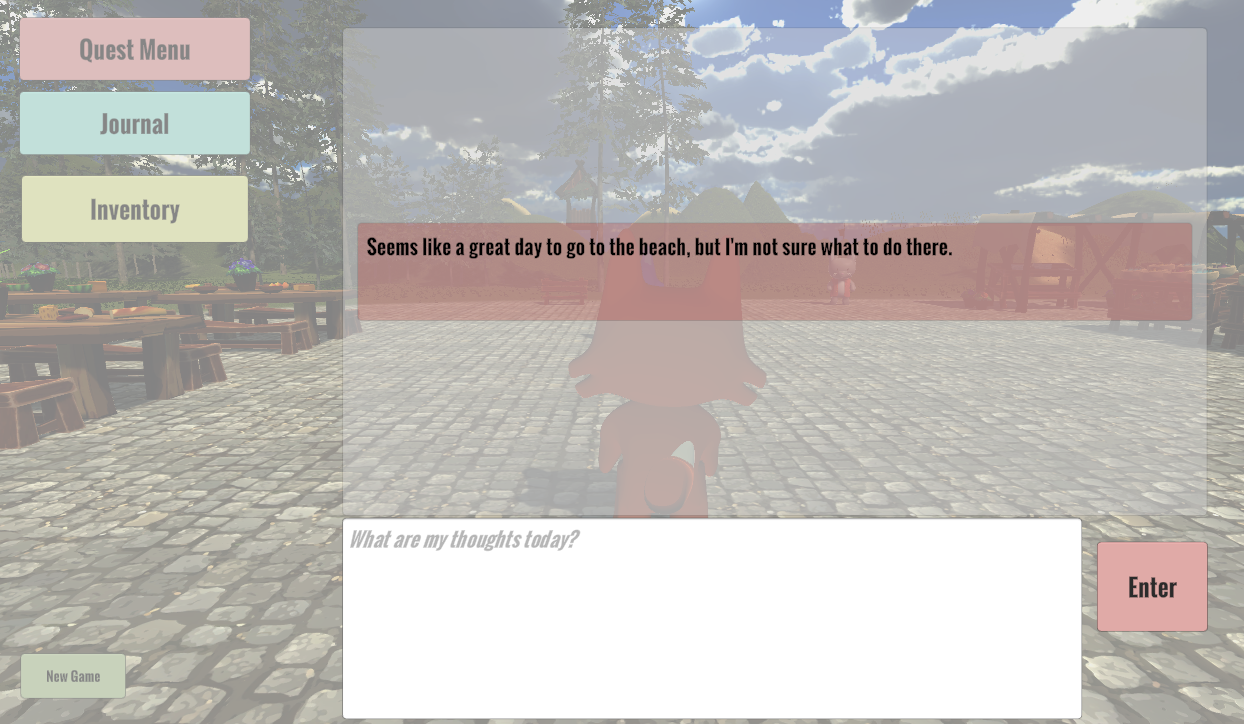 Quest Menu
Journal
Inventory
Seems like a great day to go to the beach, but I'm not sure what to do there.
What are my thoughts today?
Enter
New Game